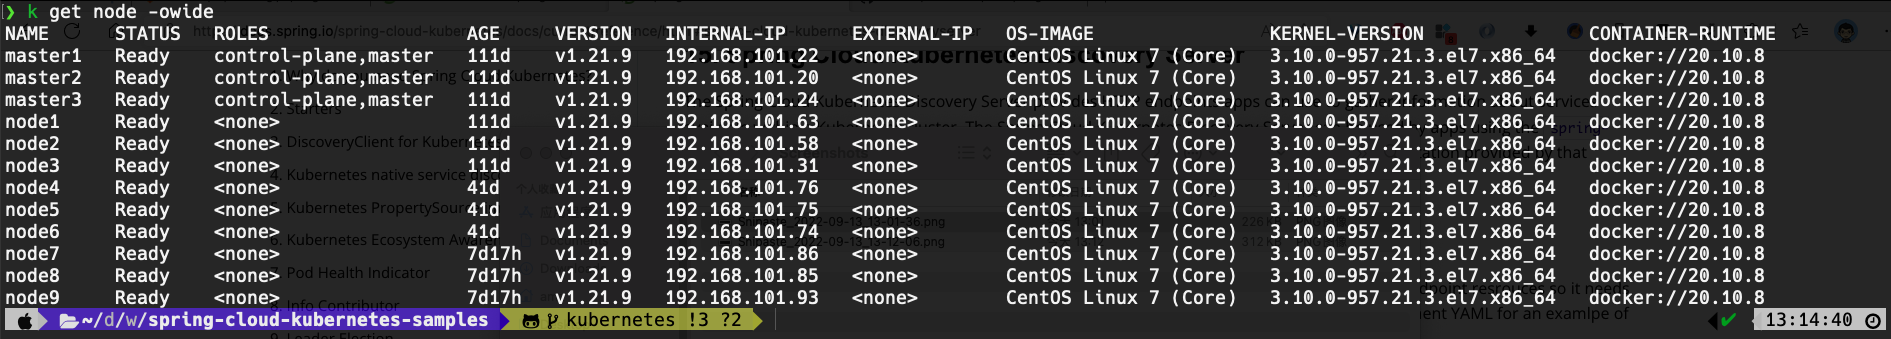 ❯ k get node -owide
NAME STATUS ROLES AGE VERSION INTERNAL-IP EXTERNAL-IP OS-IMAGE KERNEL-VERSION CONTAINER-RUNTIME
master1 Ready control-plane,master 111d v1.21.9 192.168.101.22 <none> CentOS Linux 7 (Core) 3.10.0-957.21.3.el7.x86_64 docker://20.10.8
master2 Ready control-plane,master 111d v1.21.9 192.168.101.20 <none> CentOS Linux 7 (Core) 3.10.0-957.21.3.el7.x86_64 docker://20.10.8
master3 Ready control-plane,master 111d v1.21.9 192.168.101.24 <none> CentOS Linux 7 (Core) 3.10.0-957.21.3.el7.x86_64 docker://20.10.8
node1 Ready <none> 111d v1.21.9 192.168.101.63 <none> CentOS Linux 7 (Core) 3.10.0-957.21.3.el7.x86_64 docker://20.10.8
node2 Ready <none> 111d v1.21.9 192.168.101.58 <none> CentOS Linux 7 (Core) 3.10.0-957.21.3.el7.x86_64 docker://20.10.8
node3 Ready <none> 111d v1.21.9 192.168.101.31 <none> CentOS Linux 7 (Core) 3.10.0-957.21.3.el7.x86_64 docker://20.10.8
node4 Ready <none> 41d v1.21.9 192.168.101.76 <none> CentOS Linux 7 (Core) 3.10.0-957.21.3.el7.x86_64 docker://20.10.8
node5 Ready <none> 41d v1.21.9 192.168.101.75 <none> CentOS Linux 7 (Core) 3.10.0-957.21.3.el7.x86_64 docker://20.10.8
node6 Ready <none> 41d v1.21.9 192.168.101.74 <none> CentOS Linux 7 (Core) 3.10.0-957.21.3.el7.x86_64 docker://20.10.8
node7 Ready <none> 7d17h v1.21.9 192.168.101.86 <none> CentOS Linux 7 (Core) 3.10.0-957.21.3.el7.x86_64 docker://20.10.8
node8 Ready <none> 7d17h v1.21.9 192.168.101.85 <none> CentOS Linux 7 (Core) 3.10.0-957.21.3.el7.x86_64 docker://20.10.8
node9 Ready <none> 7d17h v1.21.9 192.168.101.93 <none> CentOS Linux 7 (Core) 3.10.0-957.21.3.el7.x86_64 docker://20.10.8
~/d/w/spring-cloud-kubernetes-samples kubernetes !3 ?2 ✔ 13:14:40